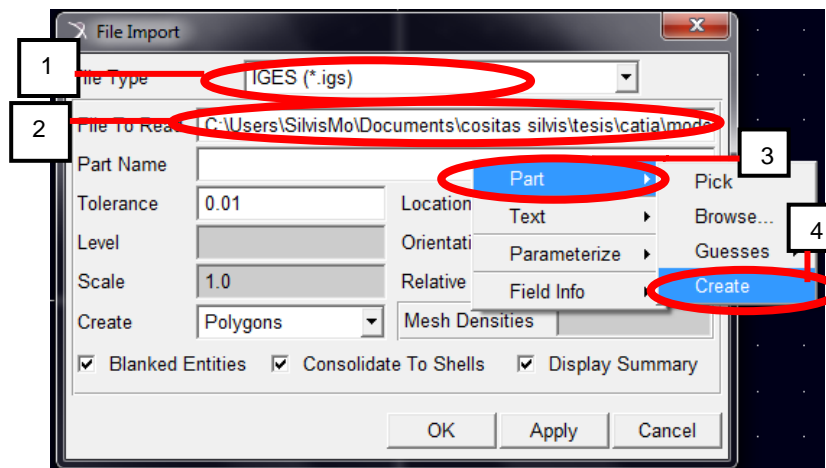 File Import
1
File Type IGES (*.igs)
2
File To Read C:\Users\SilvisMo\Documents\cositas silvis\tesis\catia\mode
3
Part Name
Part
Pick
Tolerance 0.01 Location
Text
Browse...
4
Level
Orientati
Parameterize
Guesses
Scale 1.0 Relative
Field Info
Create
Create Polygons Mesh Densities
Blanked Entities Consolidate To Shells Display Summary
OK Apply Cancel